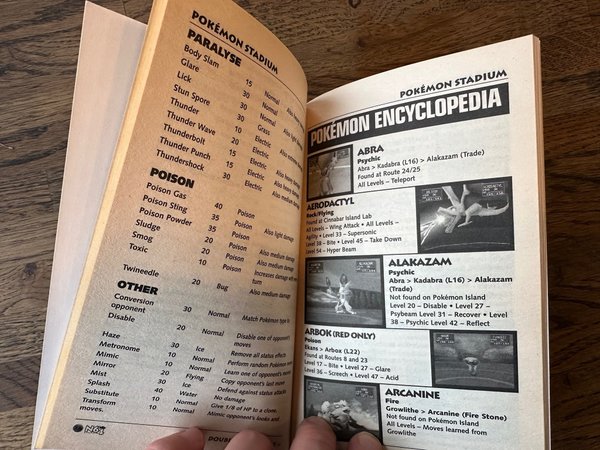 POKÉMON STADIUM
PARALYSE
Body Slam 15 Normal Also
Glare 30 Normal
Lick 30 Normal
Stun Spore 30 Grass
Thunder 10 Electric
Thunder Wave 20 Electric
Thunderbolt 15 Electric
Thunder Punch 15 Electric
Thundershock 30 Electric Also medium
POISON
Poison Gas 40 Poison
Poison Sting 35 Poison Also light damage
Poison Powder 35 Poison
Sludge 20 Poison Also medium damage
Smog 20 Poison Also medium damage
Toxic 10 Poison Increases damage with
turn
Twineedle 20 Bug Also medium damage
OTHER
Conversion 30 Normal Match Pokémon type to
opponent
Disable 20 Normal Disable one of opponents
moves
Haze 30 Ice Remove all status effects
Metronome 10 Normal Perform random Pokémon move
Mimic 10 Normal Learn one of opponent's moves
Mirror 20 Flying Copy opponent's last move
Mist 30 Ice Defend against status attacks
Splash 40 Water No damage
Substitute 10 Normal Give 1/8 of HP to a clone.
Transform 10 Normal Mimic opponent's looks and
moves.
DOUBL
POKÉMON STADIUM
POKÉMON ENCYCLOPEDIA
ABRA
Psychic
Abra > Kadabra (L16) > Alakazam (Trade)
Found at Route 24/25
All Levels – Teleport
AERODACTYL
Rock/Flying
Found at Cinnabar Island Lab
All Levels – Wing Attack • All Levels –
Agility • Level 33 – Supersonic
Level 38 – Bite • Level 45 – Take Down
Level 54 – Hyper Beam
ALAKAZAM
Psychic
Abra > Kadabra (L16) > Alakazam
(Trade)
Not found on Pokémon Island
Level 20 – Disable • Level 27 –
Psybeam Level 31 – Recover • Level
38 – Psychic Level 42 – Reflect
ARBOK (RED ONLY)
Poison
Ekans > Arbox (L22)
Found at Routes 8 and 23
Level 17 – Bite • Level 27 – Glare
Level 36 – Screech • Level 47 – Acid
ARCANINE
Fire
Growlithe > Arcanine (Fire Stone)
Not found on Pokémon Island
All Levels – Moves learned from
Growlithe